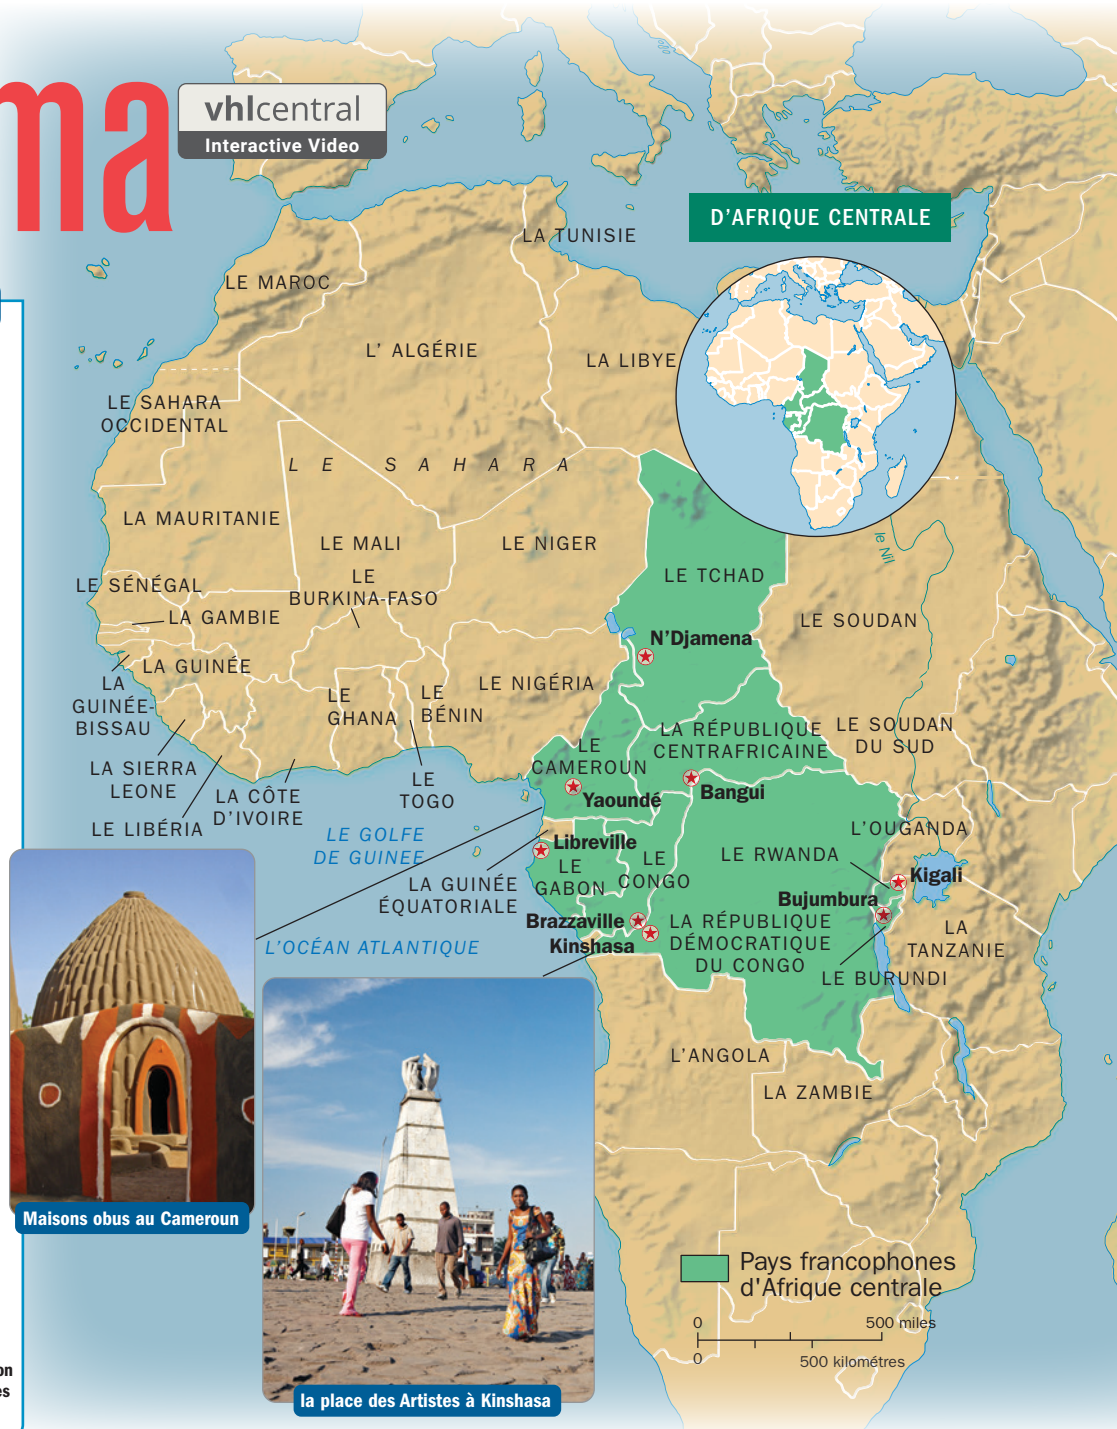 ma
vhlcentral
Interactive Video
D'AFRIQUE CENTRALE
LA TUNISIE
LE MAROC
L' ALGÉRIE
LA LIBYE
LE SAHARA
OCCIDENTAL
LE SAHARA
LA MAURITANIE
LE MALI
LE NIGER
LE TCHAD
le Nil
LE SÉNÉGAL
LE
BURKINA-FASO
LA GAMBIE
LE SOUDAN
N'Djamena
LA GUINÉE
LA
GUINÉE-
BISSAU
LE
GHANA
LE
BÉNIN
LE NIGÉRIA
LA RÉPUBLIQUE
CENTRAFRICAINE
LE SOUDAN
DU SUD
LE
CAMEROUN
LA SIERRA
LEONE
LA CÔTE
D'IVOIRE
LE
TOGO
Yaoundé
Bangui
LE LIBÉRIA
LE GOLFE
DE GUINEE
L'OUGANDA
Libreville
LE
GABON
LE
CONGO
LE RWANDA
Kigali
LA GUINÉE
ÉQUATORIALE
Bujumbura
Brazzaville
Kinshasa
LA RÉPUBLIQUE
DÉMOCRATIQUE
DU CONGO
LA
TANZANIE
L'OCÉAN ATLANTIQUE
LE BURUNDI
L'ANGOLA
LA ZAMBIE
Maisons obus au Cameroun
la place des Artistes à Kinshasa
Pays francophones
d'Afrique centrale
0
500 miles
0
500 kilométres
on
es